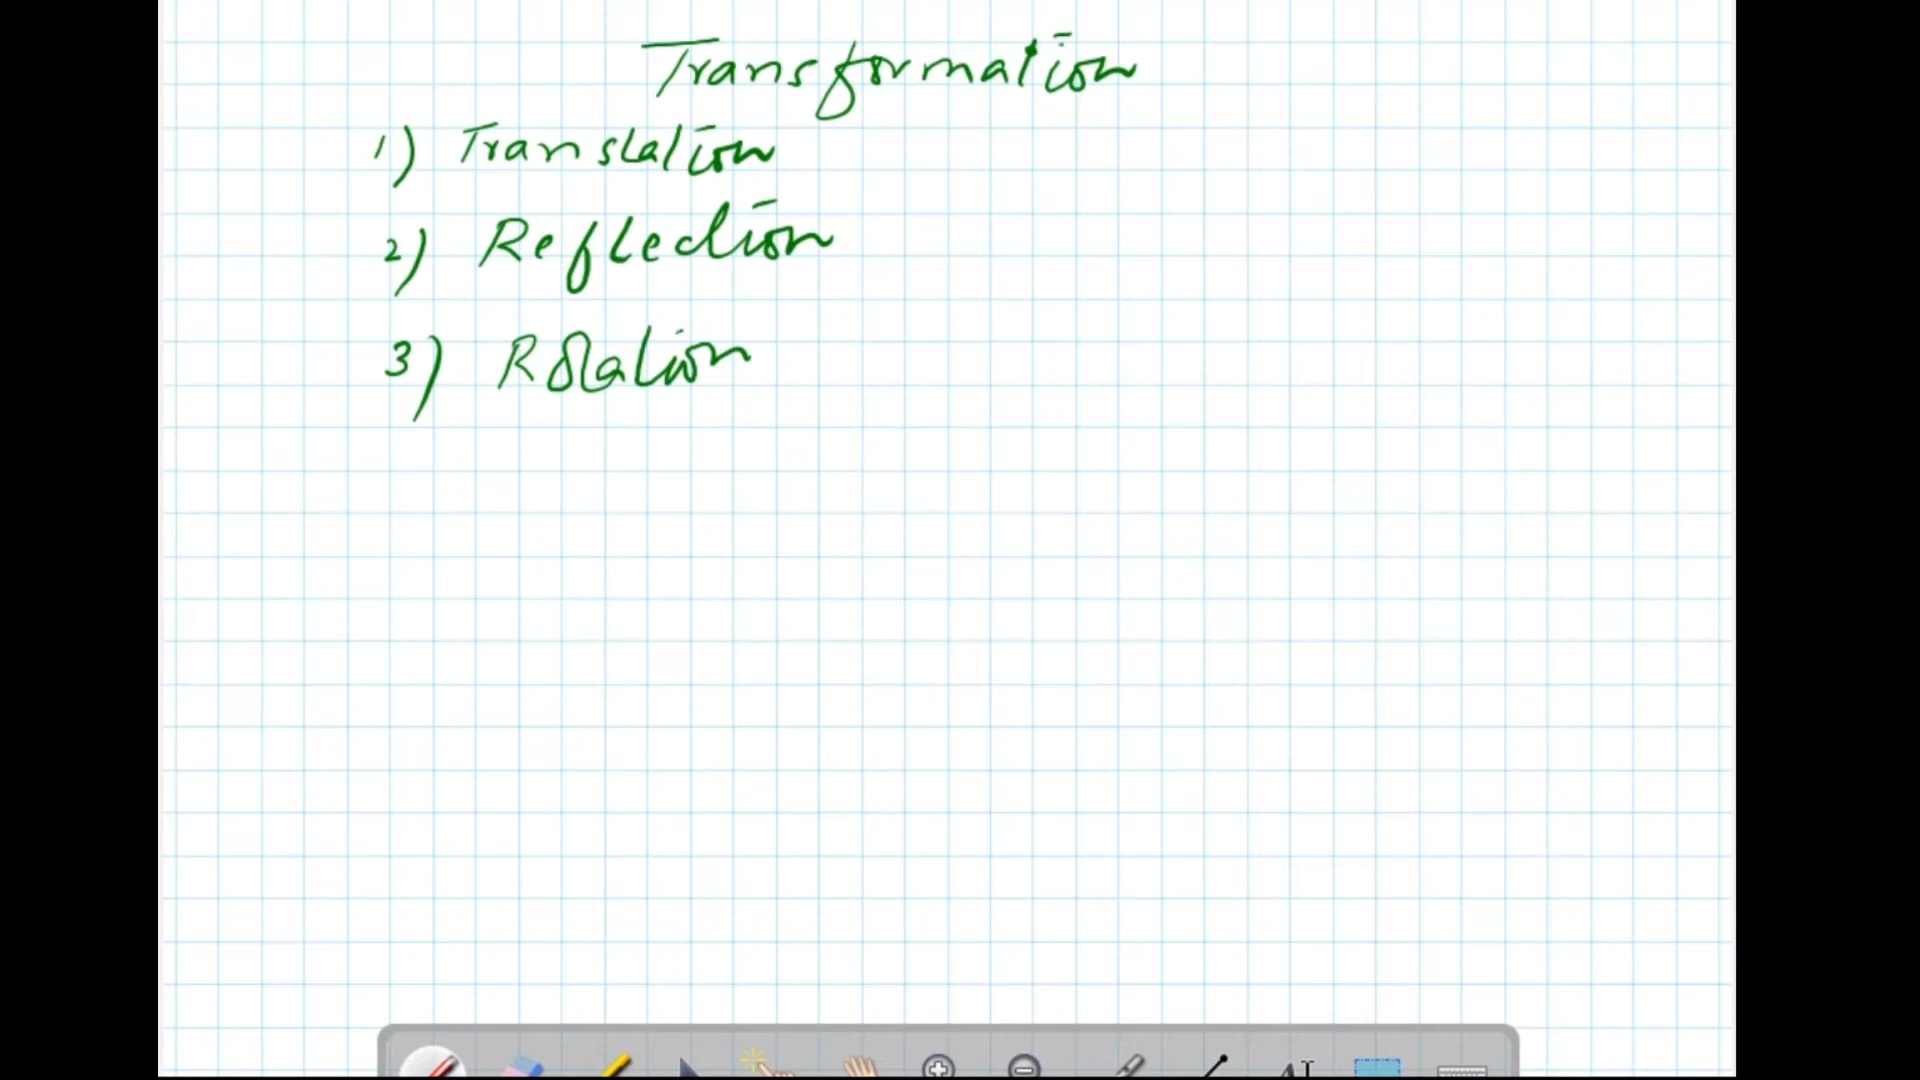 Transformation
1) Translation
2) Reflection
3) Rotation